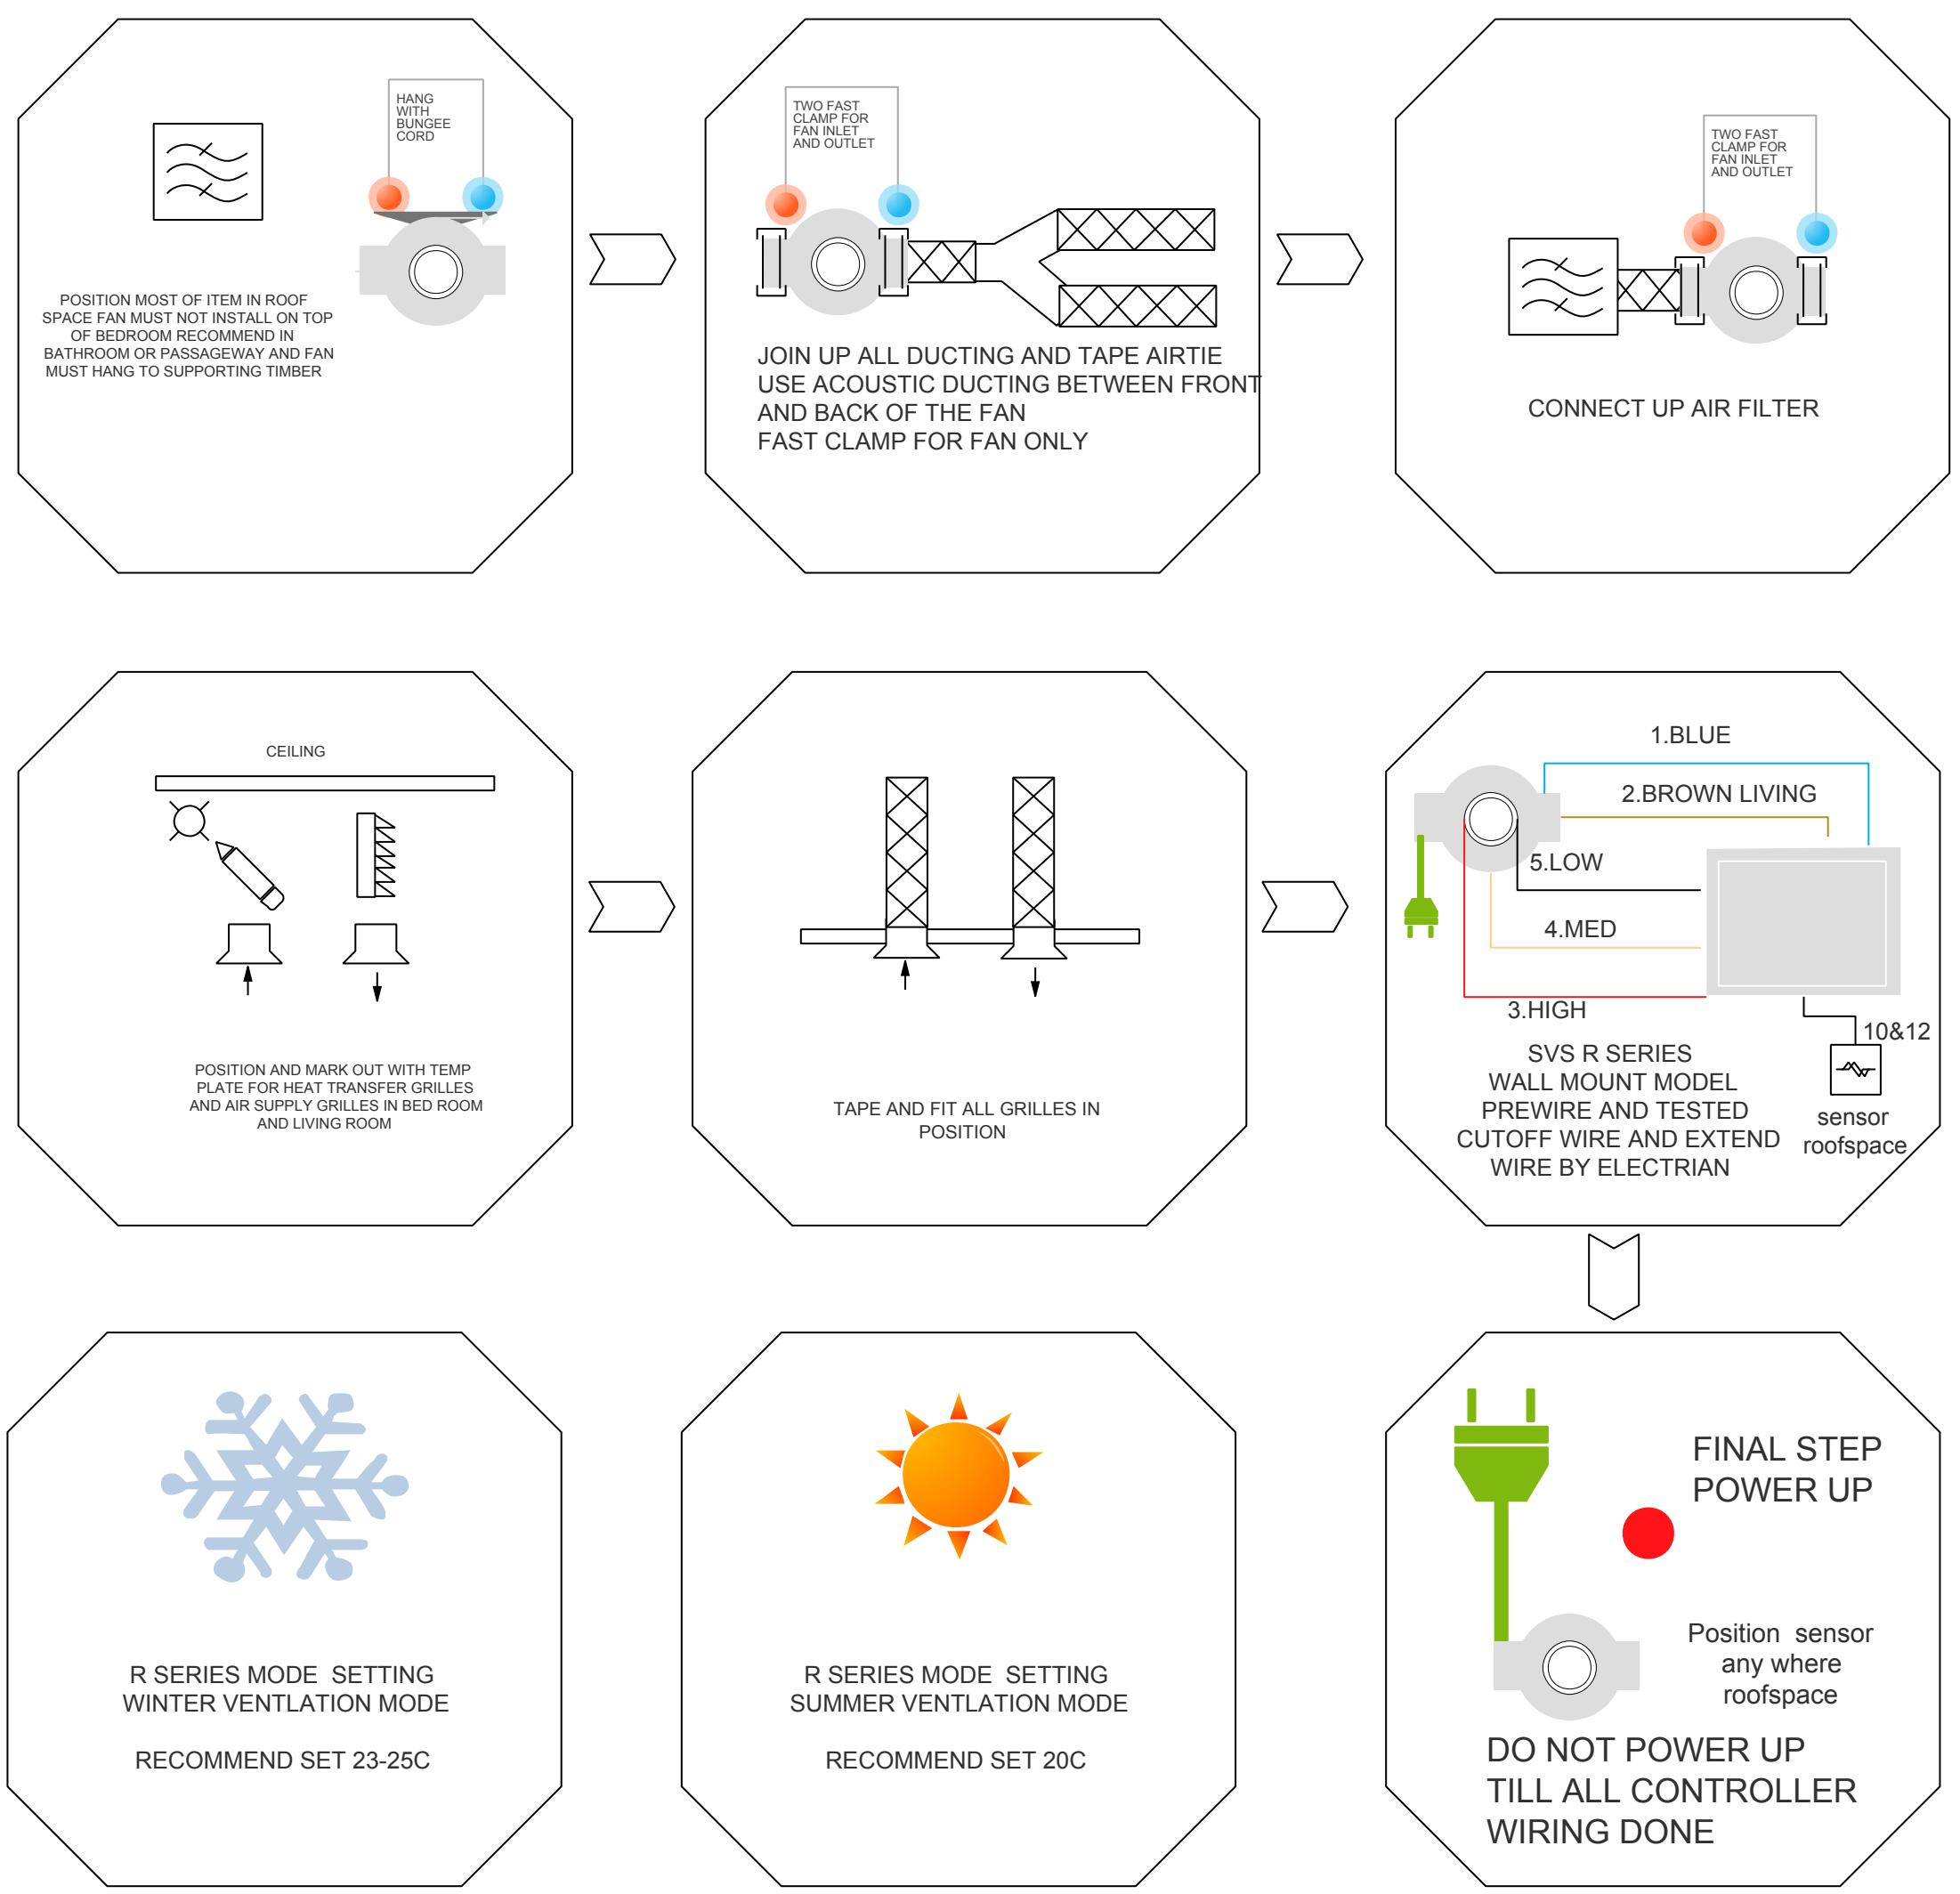 HANG
WITH
BUNGEE
CORD
POSITION MOST OF ITEM IN ROOF
SPACE FAN MUST NOT INSTALL ON TOP
OF BEDROOM RECOMMEND IN
BATHROOM OR PASSAGEWAY AND FAN
MUST HANG TO SUPPORTING TIMBER
TWO FAST
CLAMP FOR
FAN INLET
AND OUTLET
JOIN UP ALL DUCTING AND TAPE AIRTIE
USE ACOUSTIC DUCTING BETWEEN FRONT
AND BACK OF THE FAN
FAST CLAMP FOR FAN ONLY
TWO FAST
CLAMP FOR
FAN INLET
AND OUTLET
CONNECT UP AIR FILTER
CEILING
POSITION AND MARK OUT WITH TEMP
PLATE FOR HEAT TRANSFER GRILLES
AND AIR SUPPLY GRILLES IN BED ROOM
AND LIVING ROOM
TAPE AND FIT ALL GRILLES IN
POSITION
1.BLUE
2.BROWN LIVING
5.LOW
4.MED
3.HIGH
10&12
SVS R SERIES
WALL MOUNT MODEL
PREWIRE AND TESTED
CUTOFF WIRE AND EXTEND
WIRE BY ELECTRIAN
sensor
roofspace
R SERIES MODE SETTING
WINTER VENTLATION MODE
RECOMMEND SET 23-25C
R SERIES MODE SETTING
SUMMER VENTLATION MODE
RECOMMEND SET 20C
FINAL STEP
POWER UP
Position sensor
any where
roofspace
DO NOT POWER UP
TILL ALL CONTROLLER
WIRING DONE